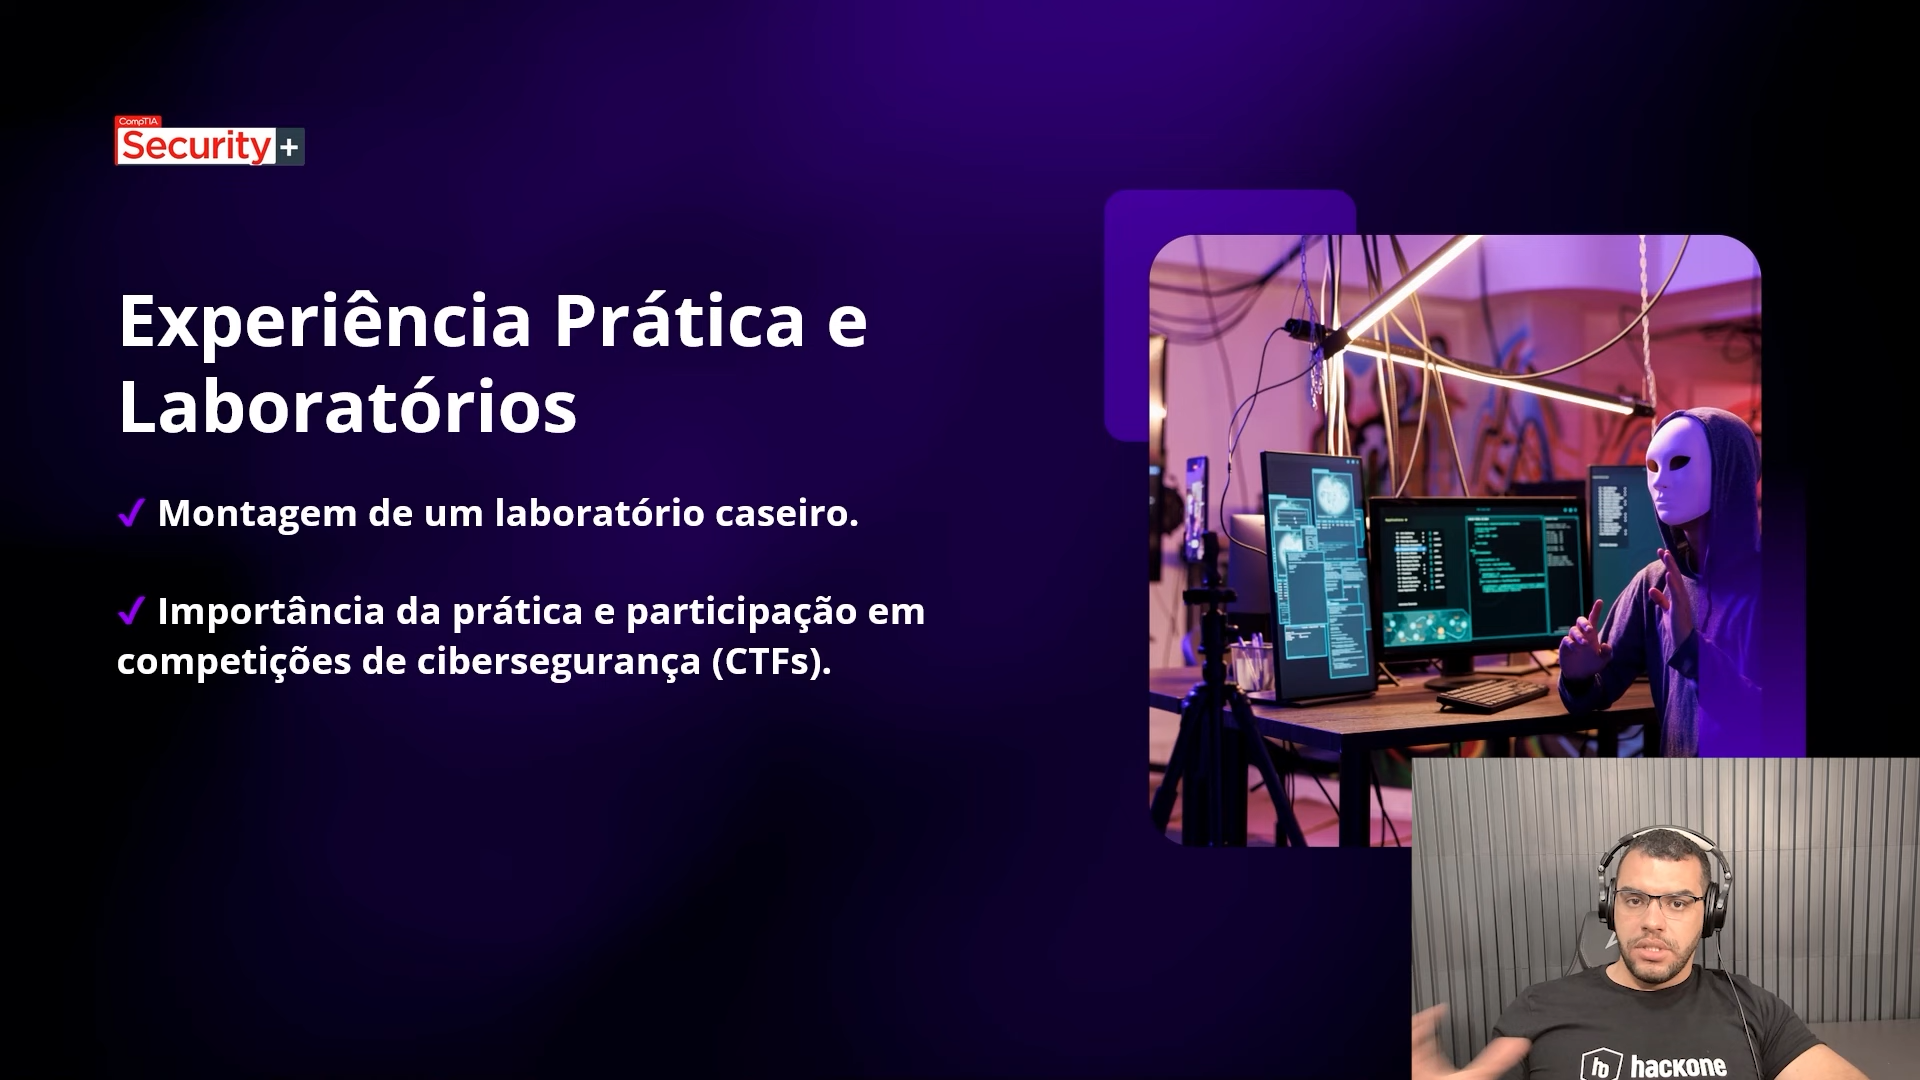 CompTIA
Security+
Experiência Prática e
Laboratórios
✓ Montagem de um laboratório caseiro.
✓ Importância da prática e participação em
competições de cibersegurança (CTFs).
hackone